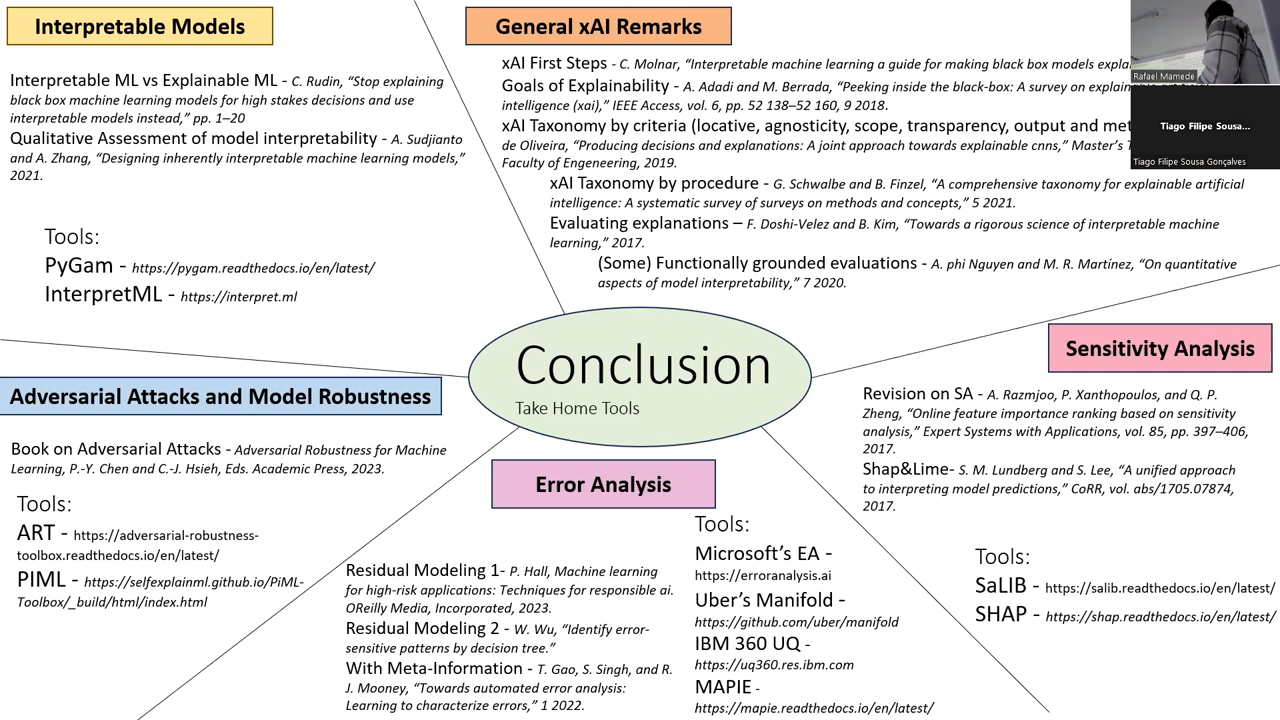 Interpretable Models
Interpretable ML vs Explainable ML - C. Rudin, “Stop explaining
black box machine learning models for high stakes decisions and use
interpretable models instead,” pp. 1–20
Qualitative Assessment of model interpretability - A. Sudjianto
and A. Zhang, “Designing inherently interpretable machine learning models,”
2021.
Tools:
PyGam - https://pygam.readthedocs.io/en/latest/
InterpretML - https://interpret.ml
General xAI Remarks
xAI First Steps - C. Molnar, “Interpretable machine learning a guide for making black box models
Goals of Explainability - A. Adadi and M. Berrada, “Peeking inside the black-box: A survey on
intelligence (xai),” IEEE Access, vol. 6, pp. 52 138–52 160, 9 2018.
xAI Taxonomy by criteria (locative, agnosticity, scope, transparency, output and
de Oliveira, “Producing decisions and explanations: A joint approach towards explainable cnns,” Master’s
Faculty of Engeneering, 2019.
xAI Taxonomy by procedure - G. Schwalbe and B. Finzel, “A comprehensive taxonomy for explainable artificial
intelligence: A systematic survey of surveys on methods and concepts,” 5 2021.
Evaluating explanations – F. Doshi-Velez and B. Kim, “Towards a rigorous science of interpretable machine
learning,” 2017.
(Some) Functionally grounded evaluations - A. phi Nguyen and M. R. Martínez, “On quantitative
aspects of model interpretability,” 7 2020.
Rafael Mamede
Tiago Filipe Sousa...
Tiago Filipe Sousa Gonçalves
Conclusion
Take Home Tools
Sensitivity Analysis
Revision on SA - A. Razmjoo, P. Xanthopoulos, and Q. P.
Zheng, “Online feature importance ranking based on sensitivity
analysis,” Expert Systems with Applications, vol. 85, pp. 397–406,
2017.
Shap&Lime- S. M. Lundberg and S. Lee, “A unified approach
to interpreting model predictions,” CoRR, vol. abs/1705.07874,
2017.
Tools:
SaLIB - https://salib.readthedocs.io/en/latest/
SHAP - https://shap.readthedocs.io/en/latest/
Adversarial Attacks and Model Robustness
Book on Adversarial Attacks - Adversarial Robustness for Machine
Learning, P.-Y. Chen and C.-J. Hsieh, Eds. Academic Press, 2023.
Tools:
ART - https://adversarial-robustness-
toolbox.readthedocs.io/en/latest/
PIML - https://selfexplainml.github.io/PiML-
Toolbox/_build/html/index.html
Error Analysis
Residual Modeling 1- P. Hall, Machine learning
for high-risk applications: Techniques for responsible ai.
OReilly Media, Incorporated, 2023.
Residual Modeling 2 - W. Wu, “Identify error-
sensitive patterns by decision tree.”
With Meta-Information - T. Gao, S. Singh, and R.
J. Mooney, “Towards automated error analysis:
Learning to characterize errors,” 1 2022.
Tools:
Microsoft’s EA -
https://erroranalysis.ai
Uber’s Manifold -
https://github.com/uber/manifold
IBM 360 UQ -
https://uq360.res.ibm.com
MAPIE -
https://mapie.readthedocs.io/en/latest/